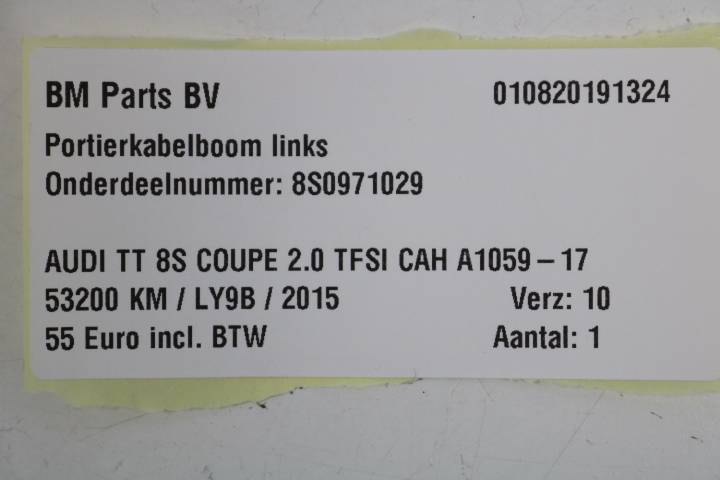 BM Parts BV 010820191324
Portierkabelboom links
Onderdeelnummer: 8S0971029
AUDI TT 8S COUPE 2.0 TFSI CAH A1059 – 17
53200 KM / LY9B / 2015 Verz: 10
55 Euro incl. BTW Aantal: 1